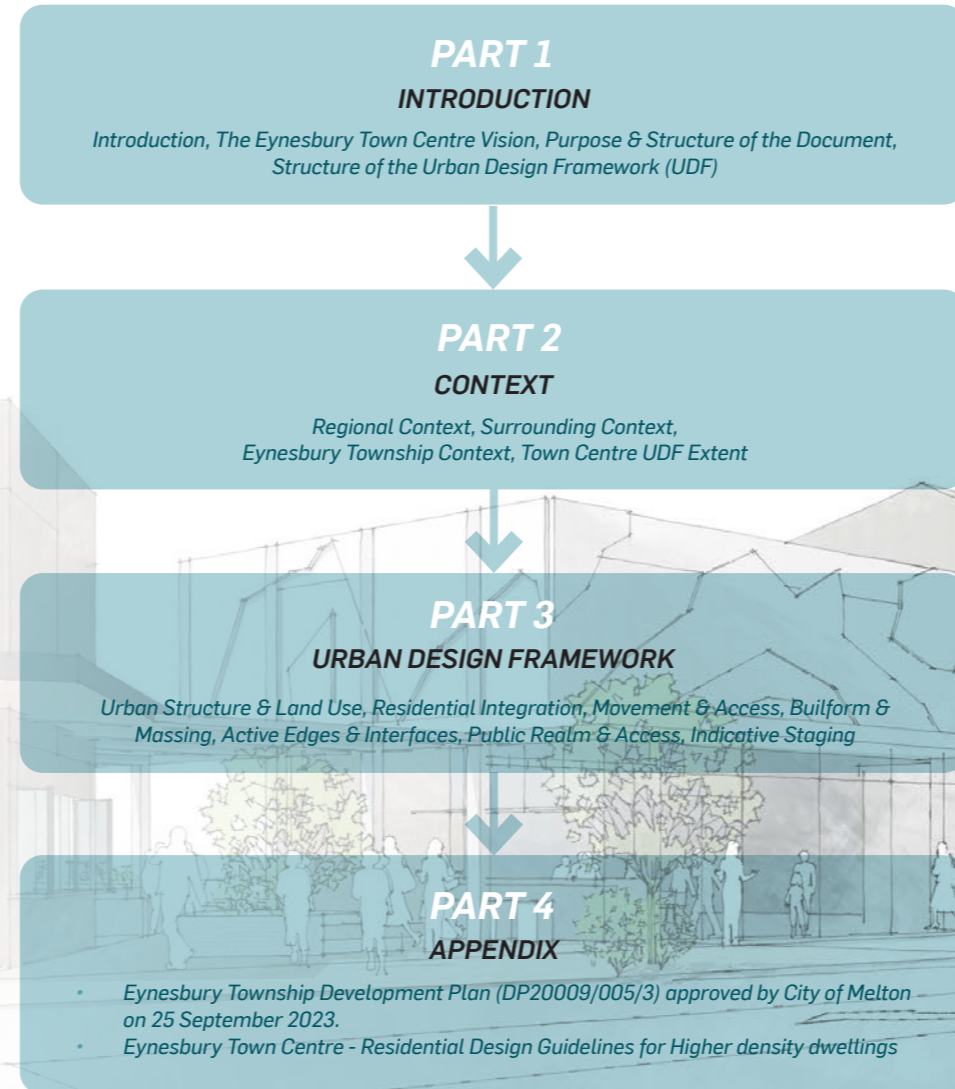 PART 1
INTRODUCTION
Introduction, The Eynesbury Town Centre Vision, Purpose & Structure of the Document,
Structure of the Urban Design Framework (UDF)
PART 2
CONTEXT
Regional Context, Surrounding Context,
Eynesbury Township Context, Town Centre UDF Extent
PART 3
URBAN DESIGN FRAMEWORK
Urban Structure & Land Use, Residential Integration, Movement & Access, Builform &
Massing, Active Edges & Interfaces, Public Realm & Access, Indicative Staging
PART 4
APPENDIX
• Eynesbury Township Development Plan (DP20009/005/3) approved by City of Melton
on 25 September 2023.
• Eynesbury Town Centre - Residential Design Guidelines for Higher density dwellings